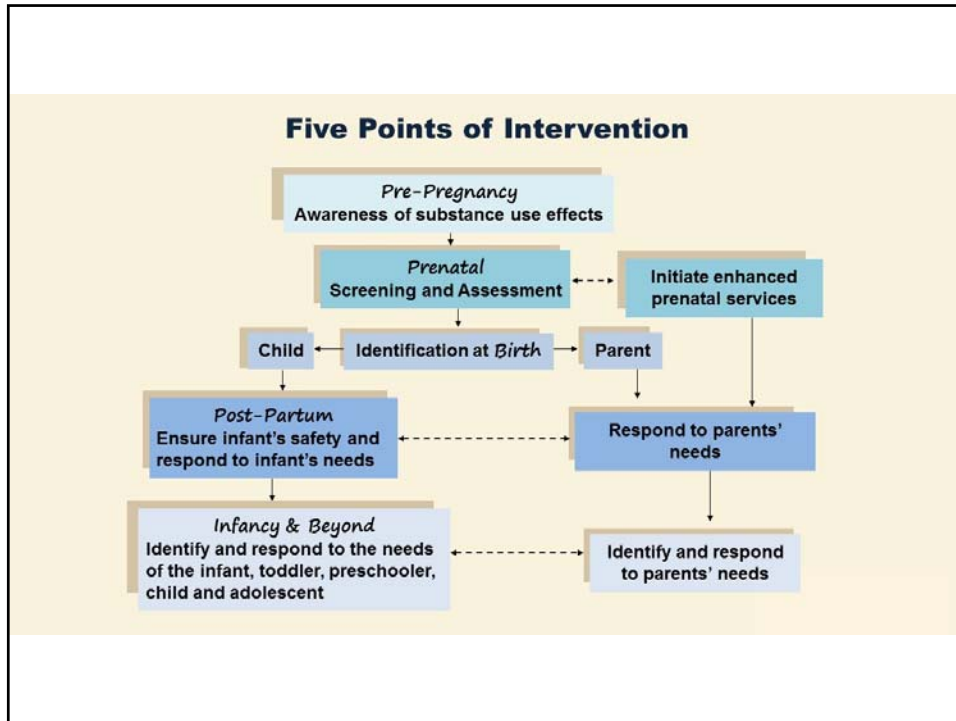 Five Points of Intervention
Pre-Pregnancy
Awareness of substance use effects
Prenatal
Screening and Assessment
Initiate enhanced
prenatal services
Child
Identification at Birth
Parent
Post-Partum
Ensure infant's safety and
respond to infant's needs
Respond to parents'
needs
Infancy & Beyond
Identify and respond to the needs
of the infant, toddler, preschooler,
child and adolescent
Identify and respond
to parents' needs